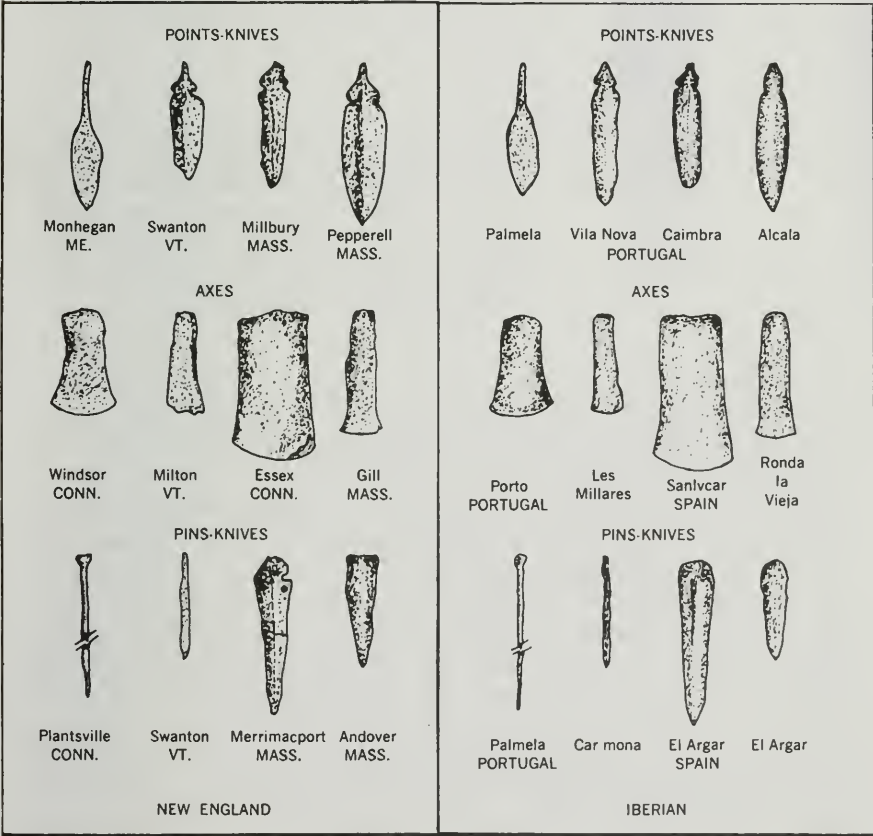 POINTS-KNIVES
Monhegan ME.
Swanton VT.
Millbury MASS.
Pepperell MASS.
AXES
Windsor CONN.
Milton VT.
Essex CONN.
Gill MASS.
PINS-KNIVES
Plantsville CONN.
Swanton VT.
Merrimacport MASS.
Andover MASS.
NEW ENGLAND
POINTS-KNIVES
Palmela
Vila Nova
Caimbra
Alcala
PORTUGAL
AXES
Porto PORTUGAL
Les Millares
Sanlvcar SPAIN
Ronda la Vieja
PINS-KNIVES
Palmela PORTUGAL
Car mona
El Argar SPAIN
El Argar
IBERIAN